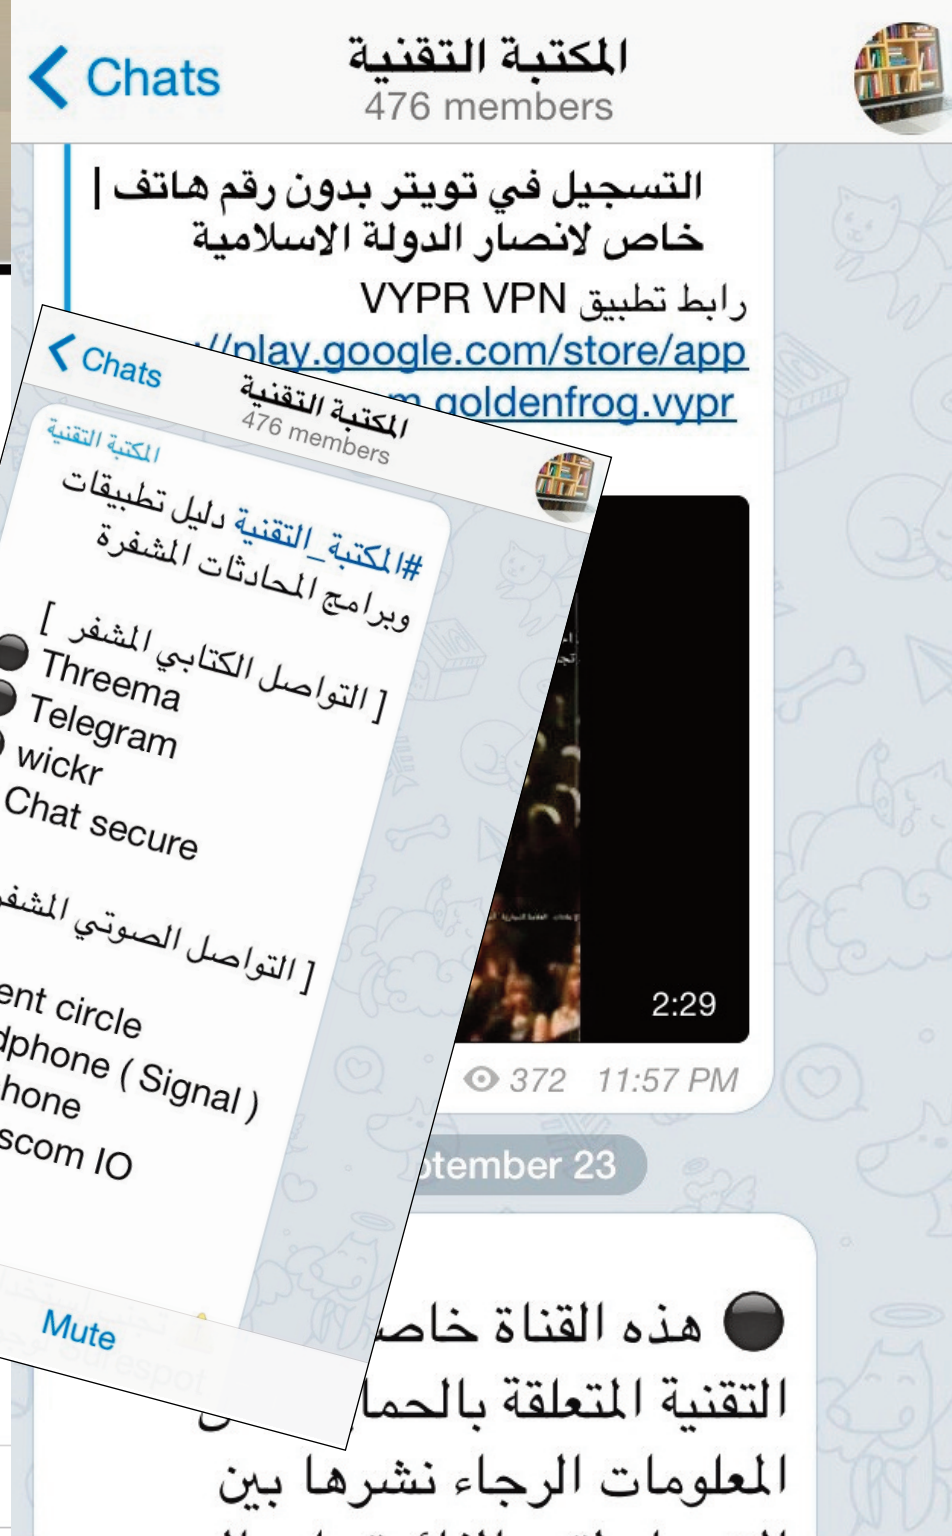 Chats
المكتبة التقنية
476 members
التسجيل في تويتر بدون رقم هاتف |
خاص لانصار الدولة الاسلامية
رابط تطبيق VYPR VPN
://play.google.com/store/app
m.goldenfrog.vypr
2:29
372 11:57 PM
ptember 23
هذه القناة
التقنية المتعلقة
المعلومات الرجاء نشرها بين
Chats
المكتبة التقنية
476 members
المكتبة التقنية
#المكتبة_التقنية دليل تطبيقات
وبرامج المحادثات المشفرة
[ التواصل الكتابي المشفر ]
Threema
Telegram
wickr
Chat secure
[ التواصل الصوتي المشفر
ent circle
dphone ( Signal )
hone
scom IO
Mute